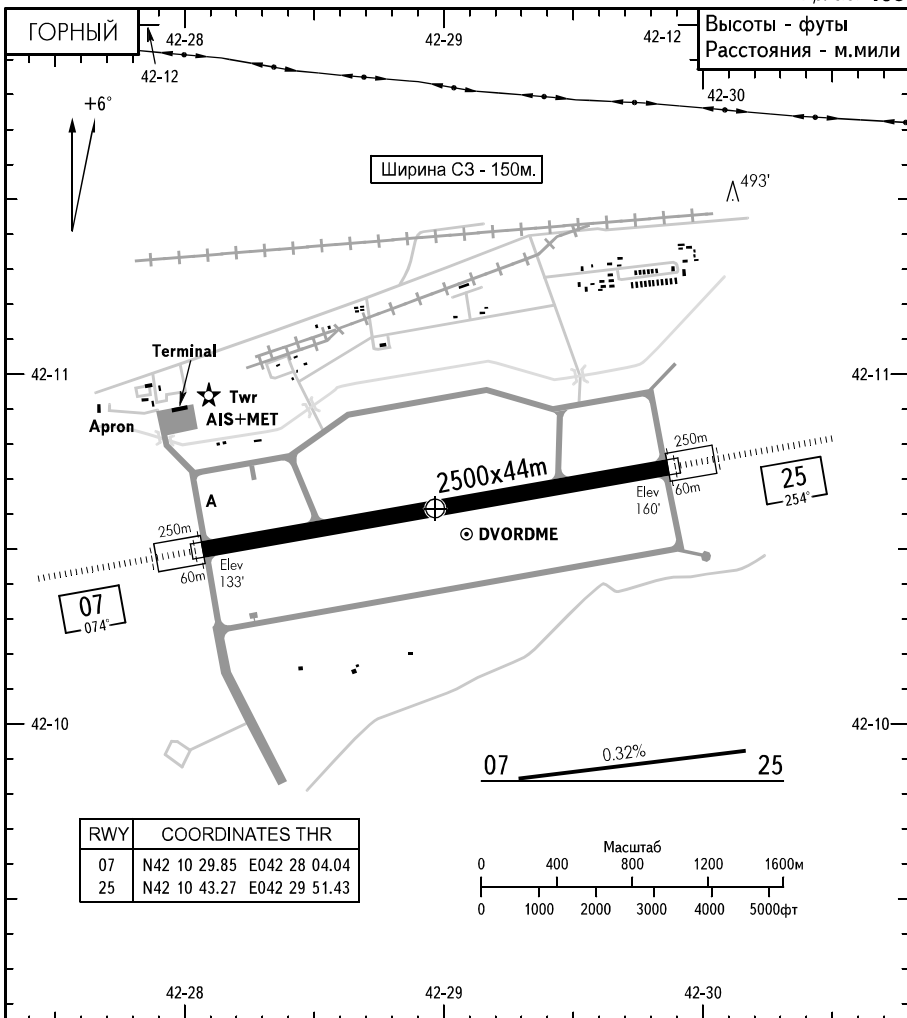 ГОРНЫЙ
42-28
42-29
42-12
Высоты - футы
Расстояния - м.мили
42-12
42-30
+6°
Ширина СЗ - 150м.
493'
Terminal
42-11
42-11
Twr
AIS+MET
Apron
250m
2500x44m
25
254°
A
Elev
160'
60m
250m
DVORDME
Elev
133'
60m
07
074°
42-10
42-10
07
0.32%
25
RWY COORDINATES THR
07 N42 10 29.85 E042 28 04.04
25 N42 10 43.27 E042 29 51.43
Масштаб
0 400 800 1200 1600м
0 1000 2000 3000 4000 5000фт
42-28
42-29
42-30